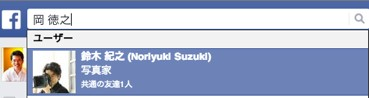 岡 徳之
ユーザー
鈴木 紀之 (Noriyuki Suzuki)
写真家
共通の友達1人